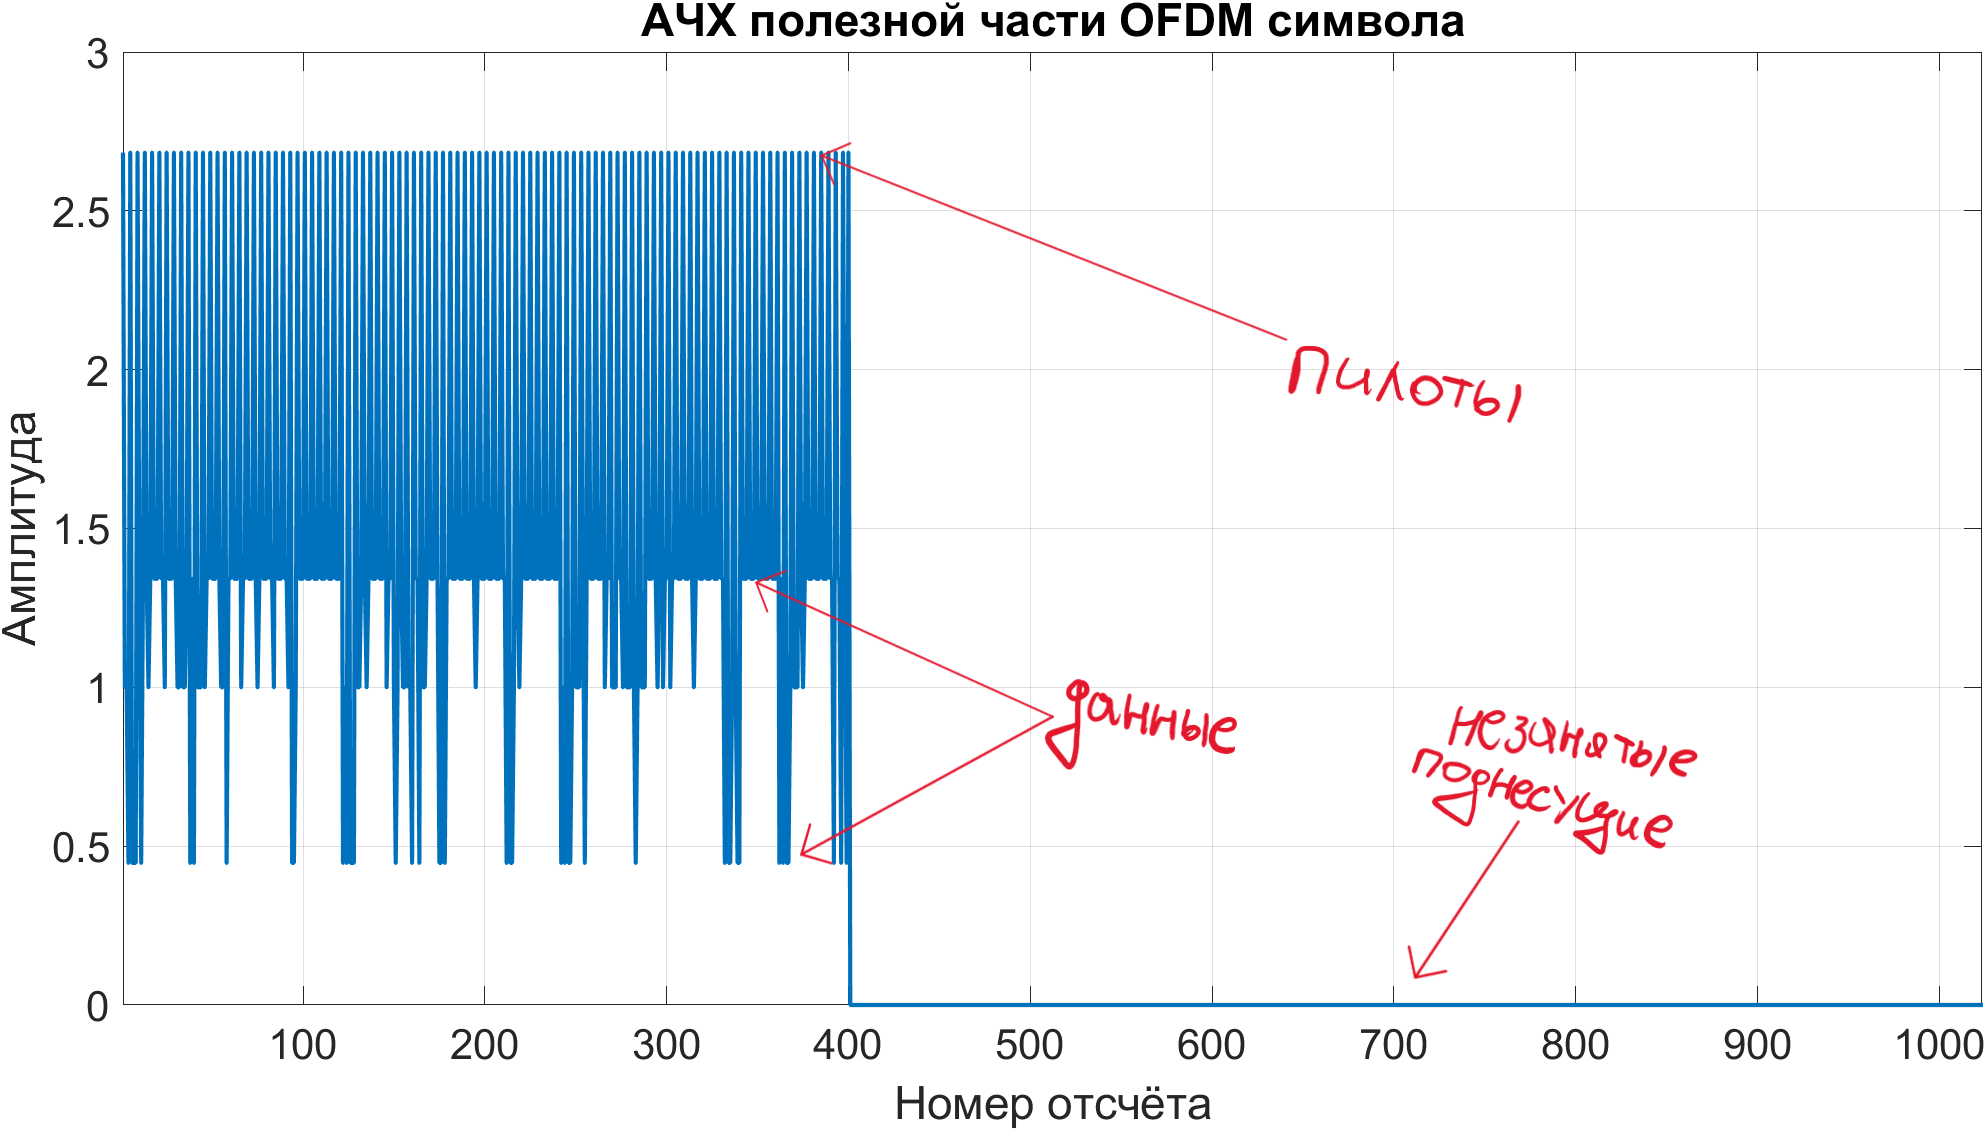 АЧХ полезной части OFDM символа
3
2.5
2
1.5
1
0.5
0
Амплитуда
Пилоты
данные
незанятые
поднесущие
100 200 300 400 500 600 700 800 900 1000
Номер отсчёта